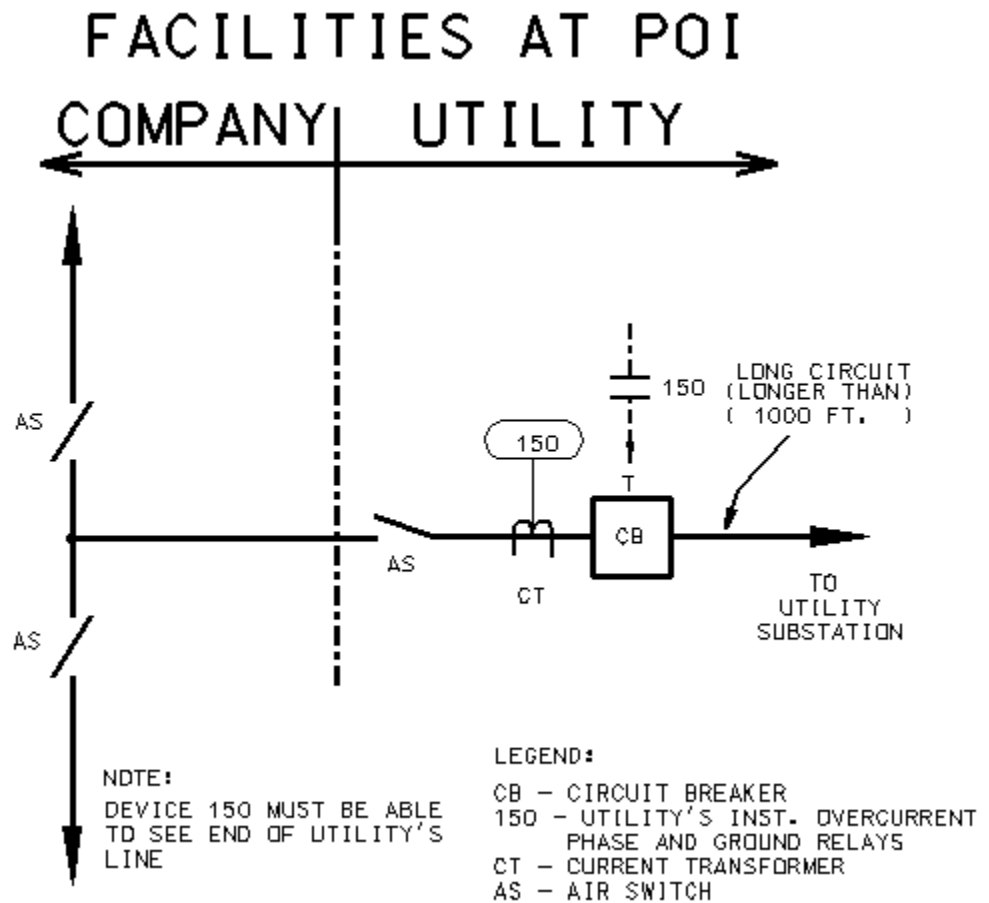 FACILITIES AT POI
COMPANY UTILITY
AS
150
LONG CIRCUIT
(LONGER THAN)
( 1000 FT. )
150
T
CB
AS
CT
TO
UTILITY
SUBSTATION
AS
NOTE:
DEVICE 150 MUST BE ABLE
TO SEE END OF UTILITY'S
LINE
LEGEND:
CB - CIRCUIT BREAKER
150 - UTILITY'S INST. OVERCURRENT
PHASE AND GROUND RELAYS
CT - CURRENT TRANSFORMER
AS - AIR SWITCH